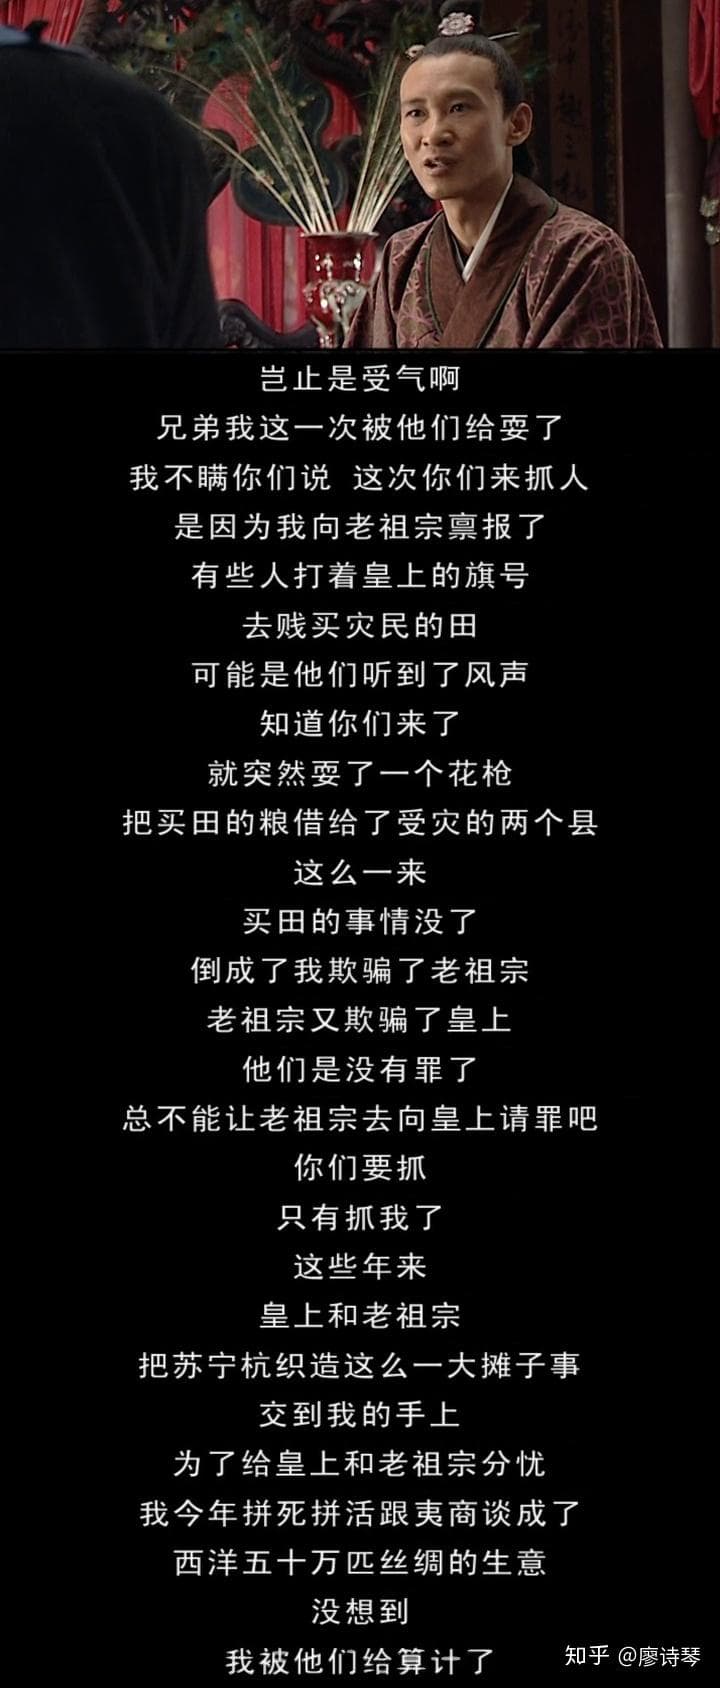 岂止是受气啊
兄弟我这一次被他们给耍了
我不瞒你们说 这次你们来抓人
是因为我向老祖宗禀报了
有些人打着皇上的旗号
去贱买灾民的田
可能是他们听到了风声
知道你们来了
就突然耍了一个花枪
把买田的粮借给了受灾的两个县
这么一来
买田的事情没了
倒成了我欺骗了老祖宗
老祖宗又欺骗了皇上
他们是没有罪了
总不能让老祖宗去向皇上请罪吧
你们要抓
只有抓我了
这些年来
皇上和老祖宗
把苏宁杭织造这么一大摊子事
交到我的手上
为了给皇上和老祖宗分忧
我今年拼死拼活跟夷商谈成了
西洋五十万匹丝绸的生意
没想到
我被他们给算计了
知乎 @廖诗琴